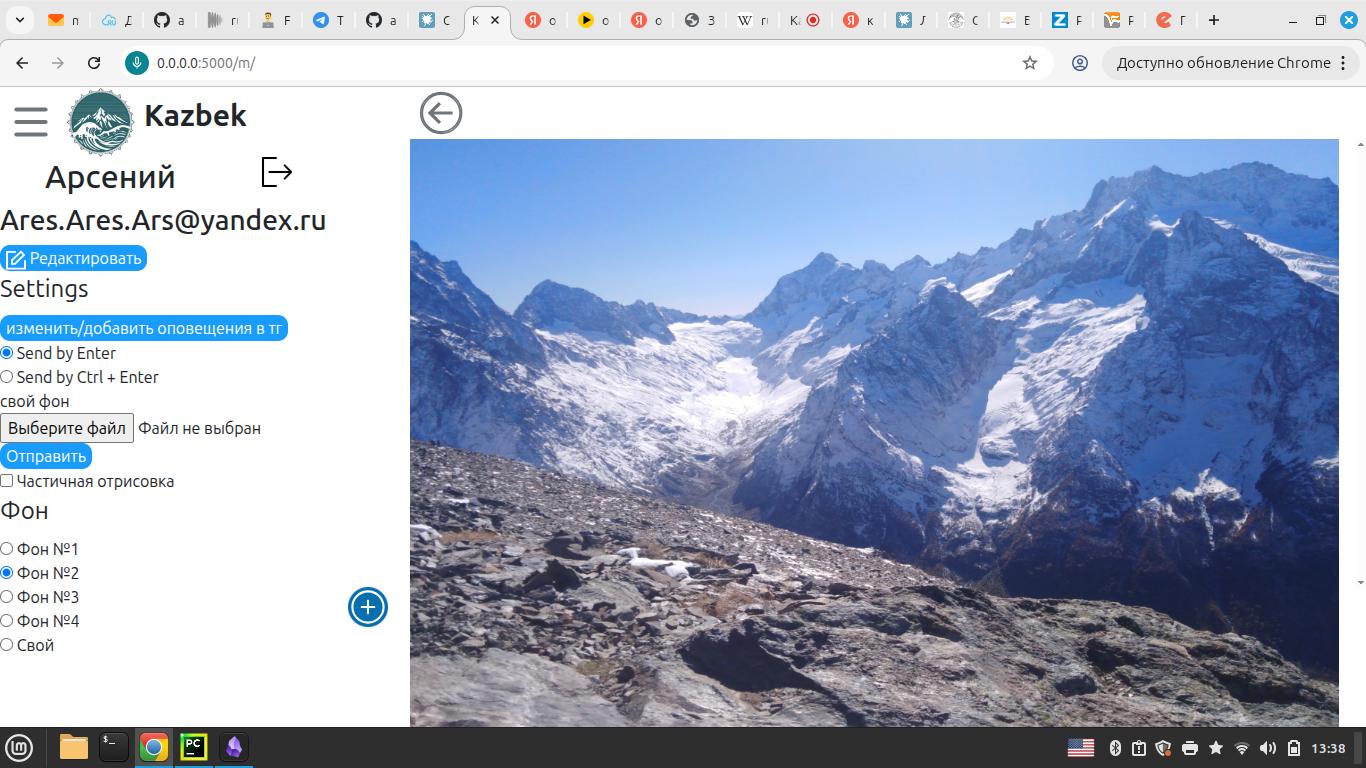 0.0.0.0:5000/m/
Доступно обновление Chrome
Kazbek
Арсений
Ares.Ares.Ars@yandex.ru
Редактировать
Settings
изменить/добавить оповещения в тг
Send by Enter
Send by Ctrl + Enter
свой фон
Выберите файл Файл не выбран
Отправить
Частичная отрисовка
Фон
Фон №1
Фон №2
Фон №3
Фон №4
Свой
13:38